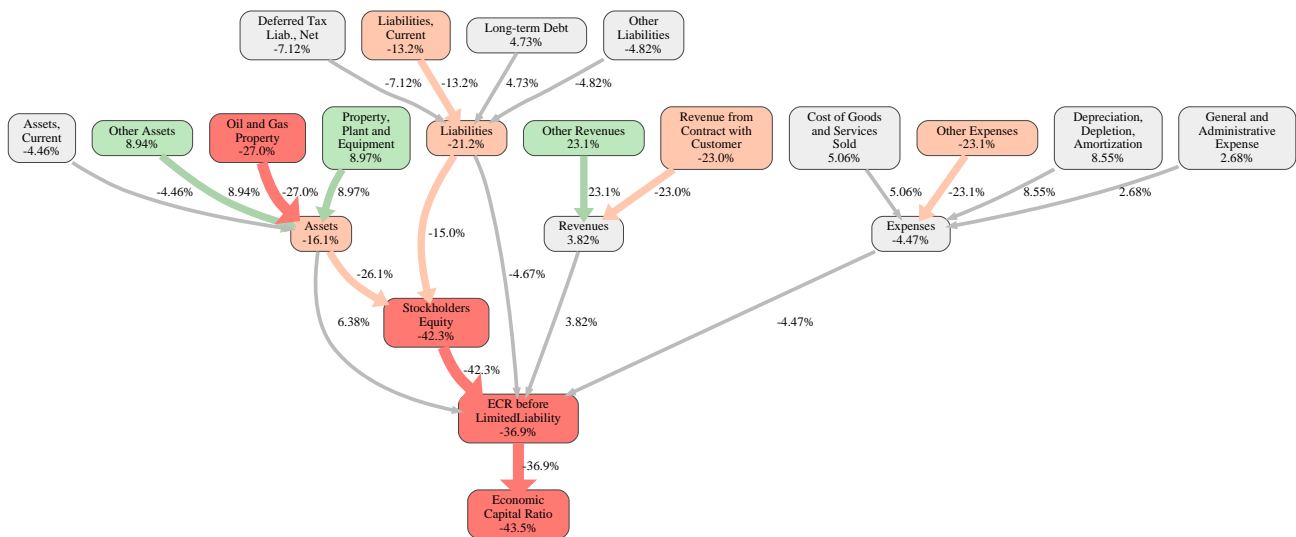 Deferred Tax
Liab., Net
-7.12%
Liabilities,
Current
-13.2%
Long-term Debt
4.73%
Other
Liabilities
-4.82%
-7.12%
-13.2%
4.73%
-4.82%
Assets,
Current
-4.46%
Other Assets
8.94%
Oil and Gas
Property
-27.0%
Property,
Plant and
Equipment
8.97%
Liabilities
-21.2%
Other Revenues
23.1%
Revenue from
Contract with
Customer
-23.0%
Cost of Goods
and Services
Sold
5.06%
Other Expenses
-23.1%
Depreciation,
Depletion,
Amortization
8.55%
General and
Administrative
Expense
2.68%
-4.46%
8.94%
-27.0%
8.97%
23.1%
-23.0%
5.06%
-23.1%
8.55%
2.68%
Assets
-16.1%
Revenues
3.82%
Expenses
-4.47%
-15.0%
-26.1%
-4.67%
Stockholders
Equity
-42.3%
6.38%
3.82%
-4.47%
-42.3%
ECR before
LimitedLiability
-36.9%
-36.9%
Economic
Capital Ratio
-43.5%